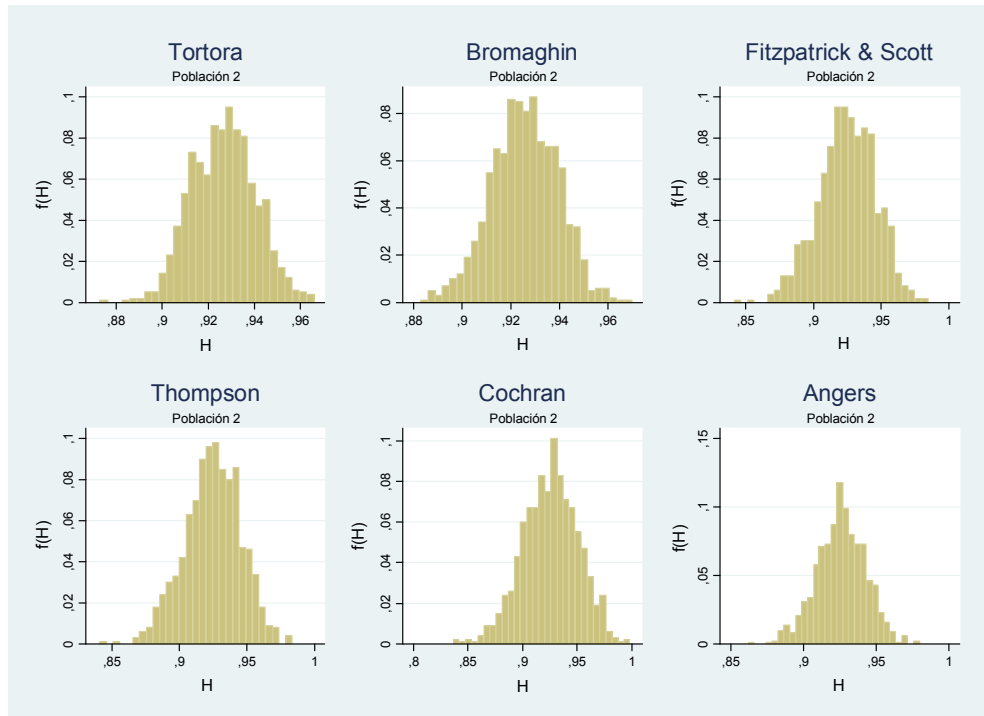 Tortora
Población 2
f(H)
,1
,08
,06
,04
,02
0
,88 ,9 ,92 ,94 ,96
H
Bromaghin
Población 2
f(H)
,08
,06
,04
,02
0
,88 ,9 ,92 ,94 ,96
H
Fitzpatrick & Scott
Población 2
f(H)
,1
,08
,06
,04
,02
0
,85 ,9 ,95 1
H
Thompson
Población 2
f(H)
,1
,08
,06
,04
,02
0
,85 ,9 ,95 1
H
Cochran
Población 2
f(H)
,1
,08
,06
,04
,02
0
,8 ,85 ,9 ,95 1
H
Angers
Población 2
f(H)
,15
,1
,05
0
,85 ,9 ,95 1
H